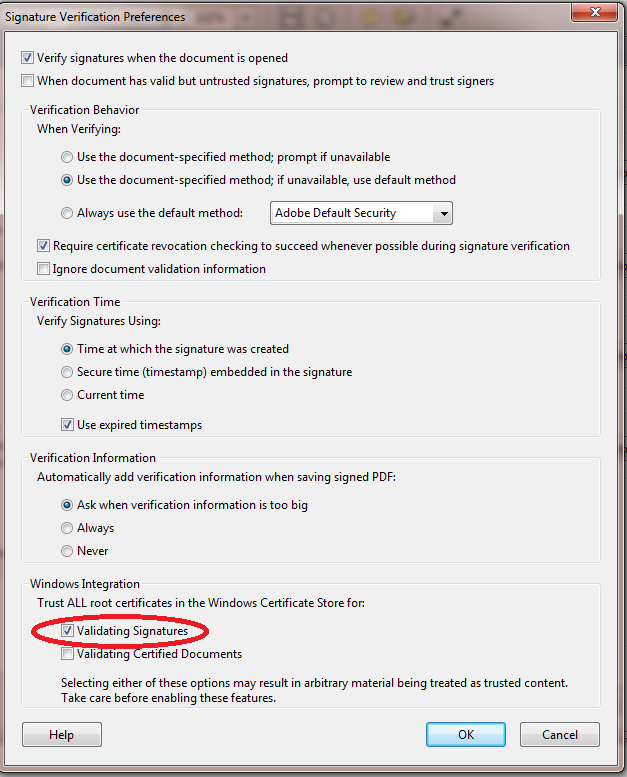 Signature Verification Preferences
Verify signatures when the document is opened
When document has valid but untrusted signatures, prompt to review and trust signers
Verification Behavior
When Verifying:
Use the document-specified method; prompt if unavailable
Use the document-specified method; if unavailable, use default method
Always use the default method: Adobe Default Security
Require certificate revocation checking to succeed whenever possible during signature verification
Ignore document validation information
Verification Time
Verify Signatures Using:
Time at which the signature was created
Secure time (timestamp) embedded in the signature
Current time
Use expired timestamps
Verification Information
Automatically add verification information when saving signed PDF:
Ask when verification information is too big
Always
Never
Windows Integration
Trust ALL root certificates in the Windows Certificate Store for:
Validating Signatures
Validating Certified Documents
Selecting either of these options may result in arbitrary material being treated as trusted content.
Take care before enabling these features.
Help OK Cancel